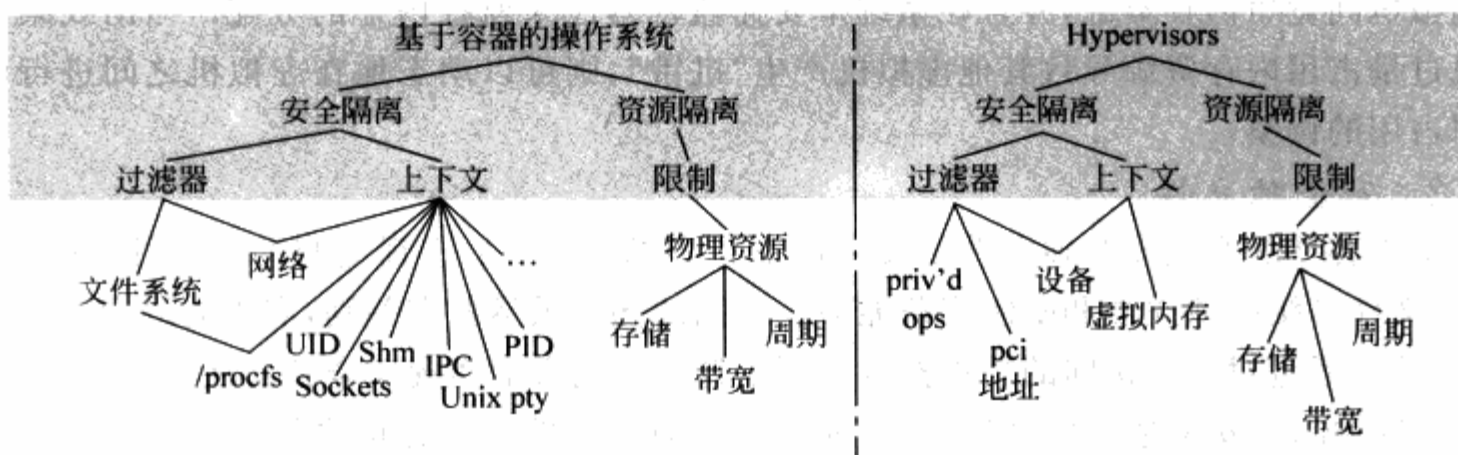 基于容器的操作系统
Hypervisors
安全隔离
资源隔离
安全隔离
资源隔离
过滤器
上下文
限制
过滤器
上下文
限制
文件系统
网络
...
物理资源
priv'd
ops
设备
虚拟内存
物理资源
/procfs
UID
Sockets
Shm
IPC
Unix pty
PID
存储
带宽
周期
pci
地址
存储
带宽
周期